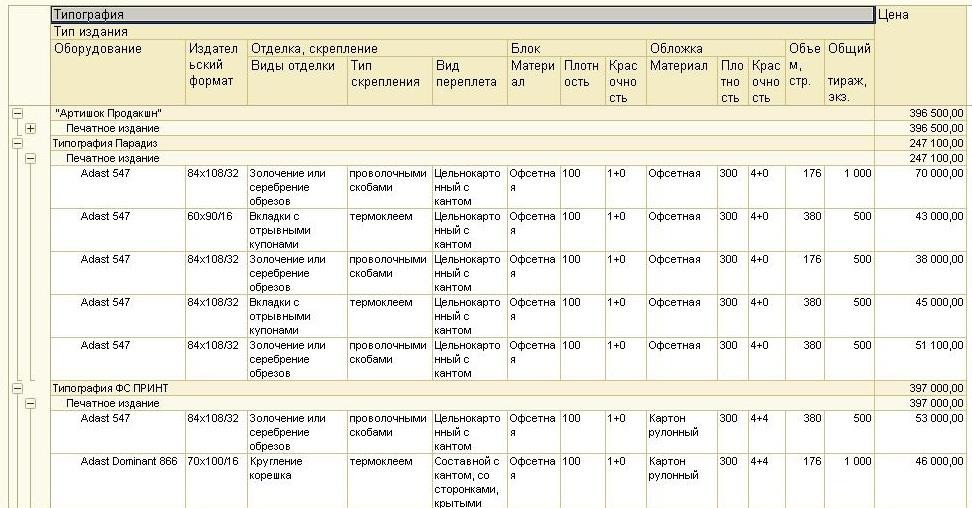 Типография Цена
Тип издания
Оборудование Издательский формат Отделка, скрепление Блок Обложка Объем, стр. Общий тираж, экз.
Виды отделки Тип скрепления Вид переплета Материал Плотность Красочность Материал Плотность Красочность
"Артишок Продакшн" 396 500,00
Печатное издание 396 500,00
Типография Парадиз 247 100,00
Печатное издание 247 100,00
Adast 547 84x108/32 Золочение или серебрение обрезов проволочными скобами Цельнокартонный с кантом Офсетная 100 1+0 Офсетная 300 4+0 176 1 000 70 000,00
Adast 547 60x90/16 Вкладки с отрывными купонами термоклеем Цельнокартонный с кантом Офсетная 100 1+0 Офсетная 300 4+0 380 500 43 000,00
Adast 547 84x108/32 Золочение или серебрение обрезов проволочными скобами Цельнокартонный с кантом Офсетная 100 1+0 Офсетная 300 4+0 176 500 38 000,00
Adast 547 84x108/32 Вкладки с отрывными купонами термоклеем Цельнокартонный с кантом Офсетная 100 1+0 Офсетная 300 4+0 380 500 45 000,00
Adast 547 84x108/32 Золочение или серебрение обрезов проволочными скобами Цельнокартонный с кантом Офсетная 100 1+0 Офсетная 300 4+0 380 500 51 100,00
Типография ФС ПРИНТ 397 000,00
Печатное издание 397 000,00
Adast 547 84x108/32 Золочение или серебрение обрезов проволочными скобами Цельнокартонный с кантом Офсетная 100 1+0 Картон рулонный 300 4+4 380 500 53 000,00
Adast Dominant 866 70x100/16 Кругление корешка термоклеем Составной с кантом, со сторонками, крытыми Офсетная 100 1+0 Картон рулонный 300 4+4 176 1 000 46 000,00